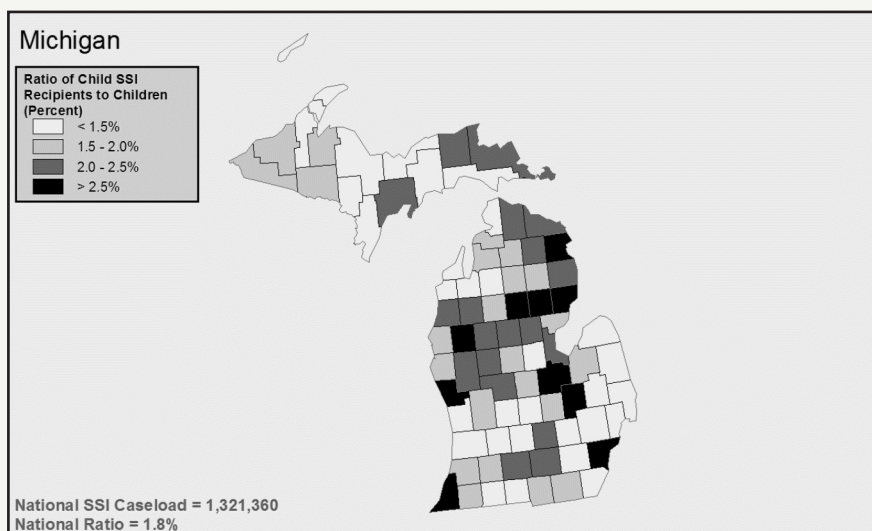 Michigan
Ratio of Child SSI
Recipients to Children
(Percent)
< 1.5%
1.5 - 2.0%
2.0 - 2.5%
> 2.5%
National SSI Caseload = 1,321,360
National Ratio = 1.8%